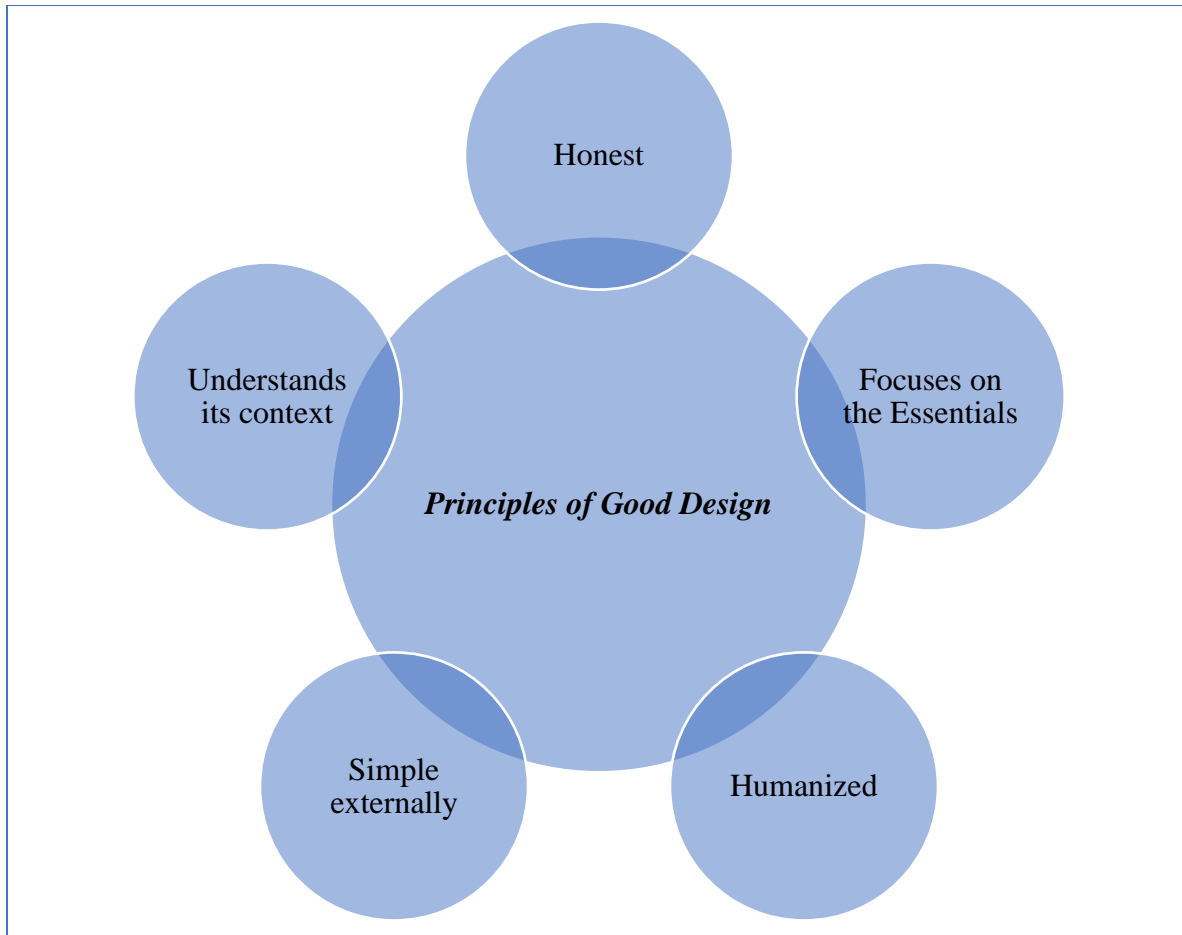 Honest
Understands
its context
Focuses on
the Essentials
Principles of Good Design
Simple
externally
Humanized